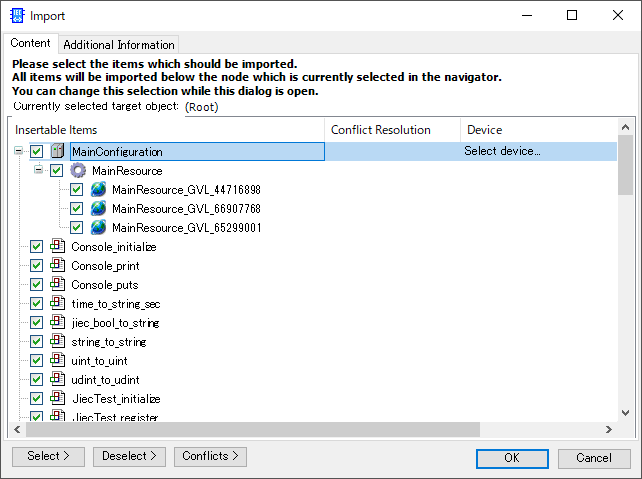 Import
Content
Additional Information
Please select the items which should be imported.
All items will be imported below the node which is currently selected in the navigator.
You can change this selection while this dialog is open.
Currently selected target object: (Root)
Insertable Items Conflict Resolution Device
MainConfiguration Select device...
MainResource
MainResource_GVL_44716898
MainResource_GVL_66907768
MainResource_GVL_65299001
Console_initialize
Console_print
Console_puts
time_to_string_sec
jiec_bool_to_string
string_to_string
uint_to_uint
udint_to_udint
JiecTest_initialize
JiecTest_register
Select > Deselect > Conflicts > OK Cancel